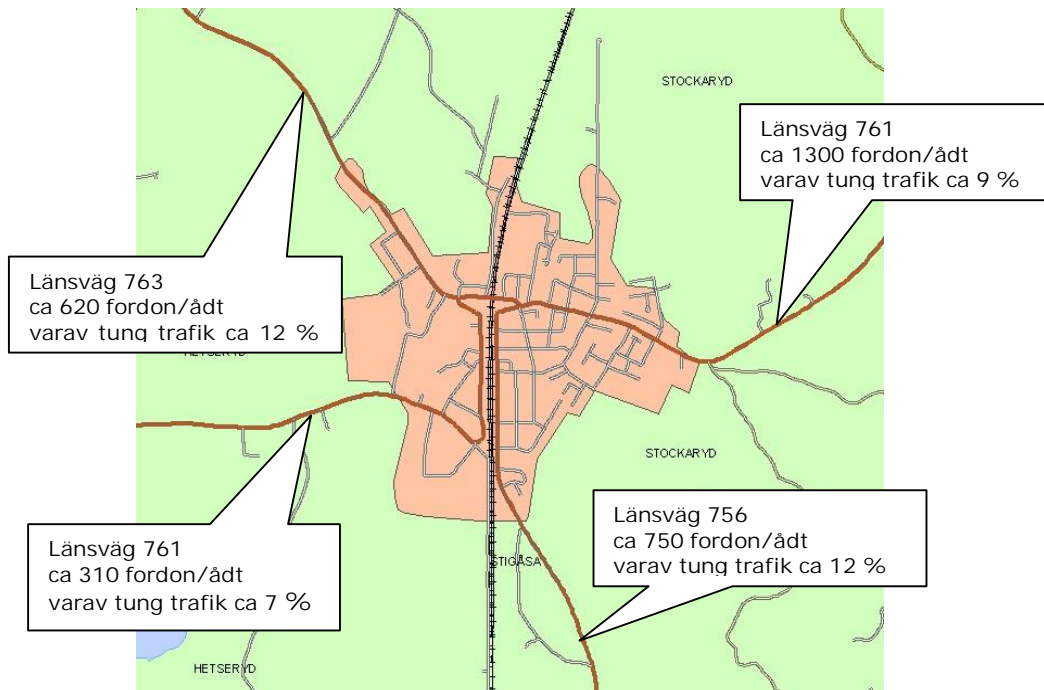 STOCKARYD
Länsväg 761
ca 1300 fordon/ådt
varav tung trafik ca 9 %
Länsväg 763
ca 620 fordon/ådt
varav tung trafik ca 12 %
HETSERYD
STOCKARYD
Länsväg 756
ca 750 fordon/ådt
varav tung trafik ca 12 %
Länsväg 761
ca 310 fordon/ådt
varav tung trafik ca 7 %
STIGÅSA
HETSERYD